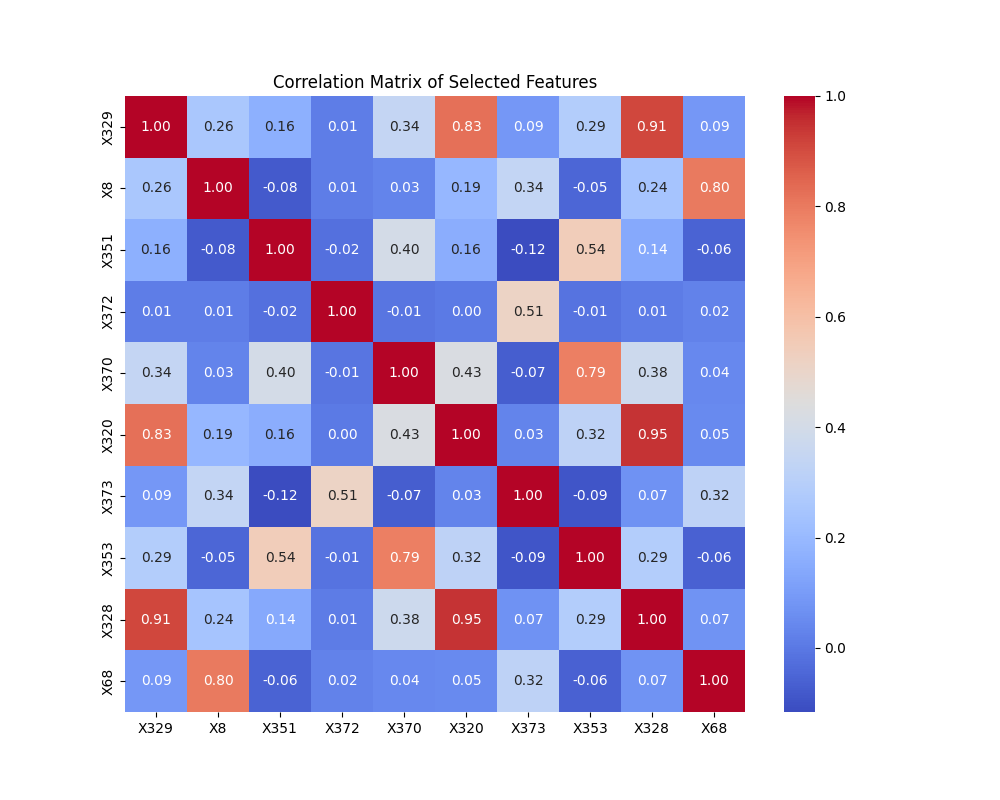 Correlation Matrix of Selected Features
X329 1.00 0.26 0.16 0.01 0.34 0.83 0.09 0.29 0.91 0.09
X8 0.26 1.00 -0.08 0.01 0.03 0.19 0.34 -0.05 0.24 0.80
X351 0.16 -0.08 1.00 -0.02 0.40 0.16 -0.12 0.54 0.14 -0.06
X372 0.01 0.01 -0.02 1.00 -0.01 0.00 0.51 -0.01 0.01 0.02
X370 0.34 0.03 0.40 -0.01 1.00 0.43 -0.07 0.79 0.38 0.04
X320 0.83 0.19 0.16 0.00 0.43 1.00 0.03 0.32 0.95 0.05
X373 0.09 0.34 -0.12 0.51 -0.07 0.03 1.00 -0.09 0.07 0.32
X353 0.29 -0.05 0.54 -0.01 0.79 0.32 -0.09 1.00 0.29 -0.06
X328 0.91 0.24 0.14 0.01 0.38 0.95 0.07 0.29 1.00 0.07
X68 0.09 0.80 -0.06 0.02 0.04 0.05 0.32 -0.06 0.07 1.00
X329 X8 X351 X372 X370 X320 X373 X353 X328 X68
1.0
0.8
0.6
0.4
0.2
0.0